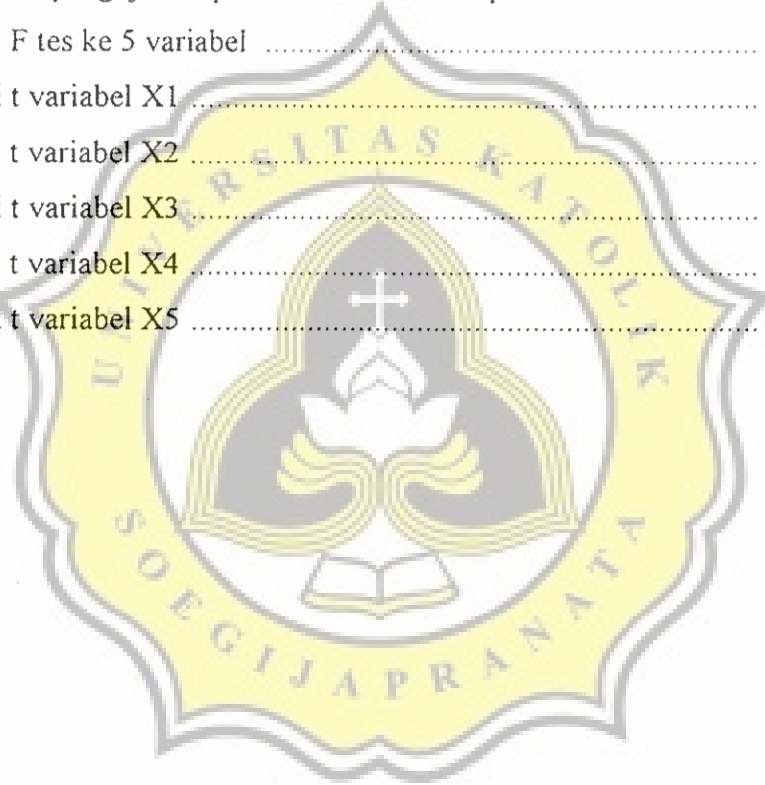 F tes ke 5 variabel ........................................
t variabel X1 ........................................
t variabel X2 ........................................
t variabel X3 ........................................
t variabel X4 ........................................
t variabel X5 ........................................
UNIVERSITAS KATOLIK
SOEGIJAPRANATA